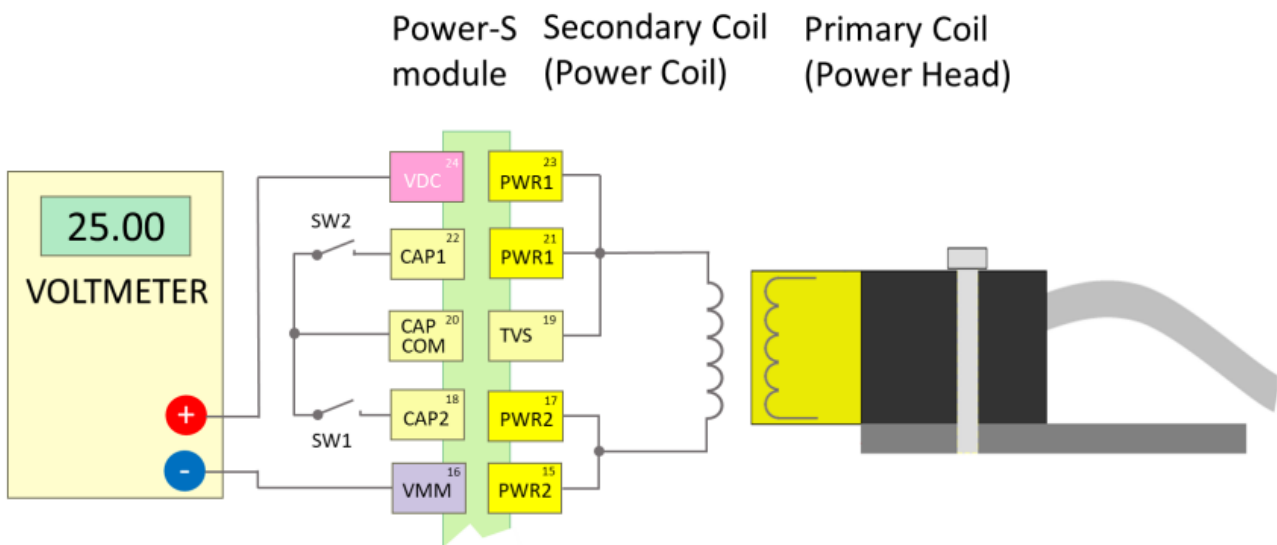 Power-S
module
Secondary Coil
(Power Coil)
Primary Coil
(Power Head)
25.00
VOLTMETER
+
-
SW2
SW1
24
VDC
23
PWR1
22
CAP1
21
PWR1
20
CAP
COM
19
TVS
18
CAP2
17
PWR2
16
VMM
15
PWR2